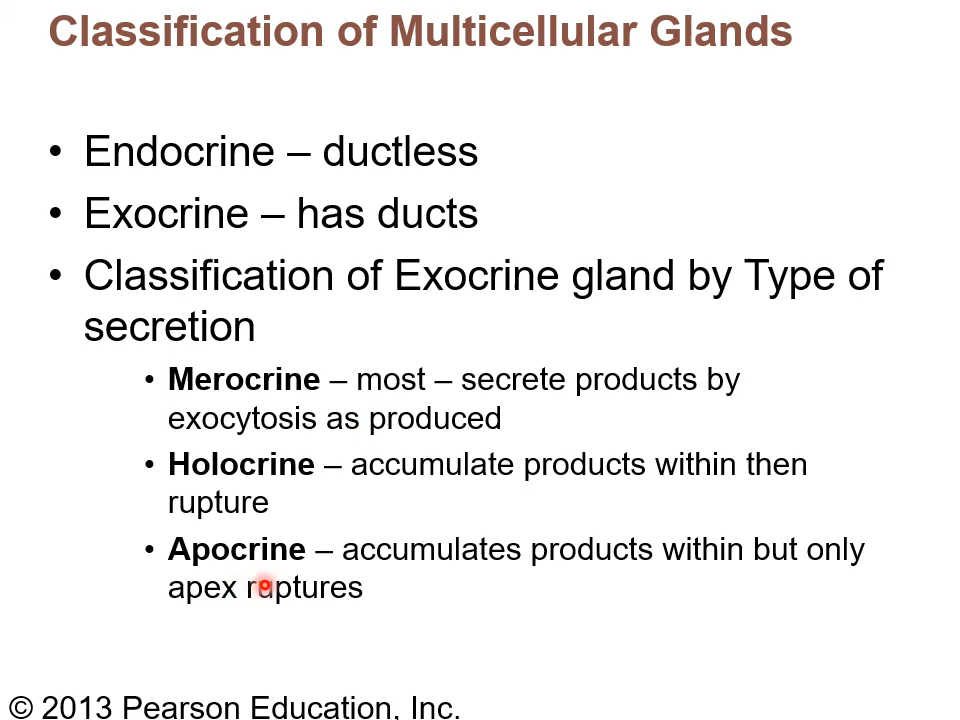 Classification of Multicellular Glands
• Endocrine – ductless
• Exocrine – has ducts
• Classification of Exocrine gland by Type of
secretion
• Merocrine – most – secrete products by
exocytosis as produced
• Holocrine – accumulate products within then
rupture
• Apocrine – accumulates products within but only
apex ruptures
© 2013 Pearson Education, Inc.